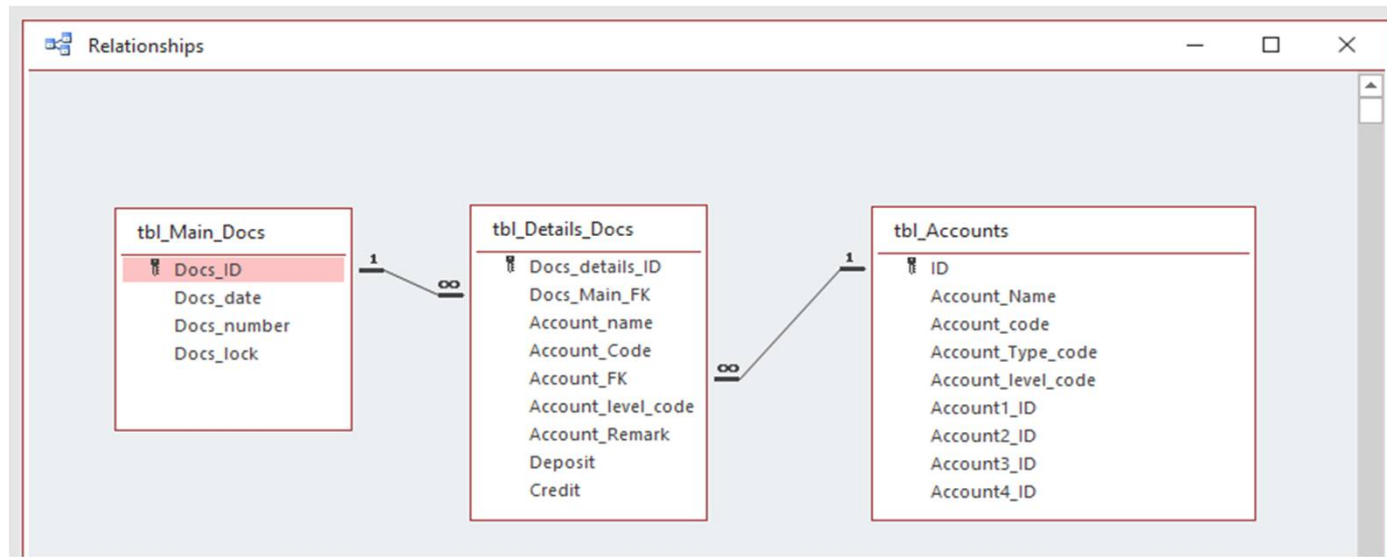 Relationships
tbl_Main_Docs
Docs_ID
Docs_date
Docs_number
Docs_lock
1
∞
tbl_Details_Docs
Docs_details_ID
Docs_Main_FK
Account_name
Account_Code
Account_FK
Account_level_code
Account_Remark
Deposit
Credit
∞
1
tbl_Accounts
ID
Account_Name
Account_code
Account_Type_code
Account_level_code
Account1_ID
Account2_ID
Account3_ID
Account4_ID